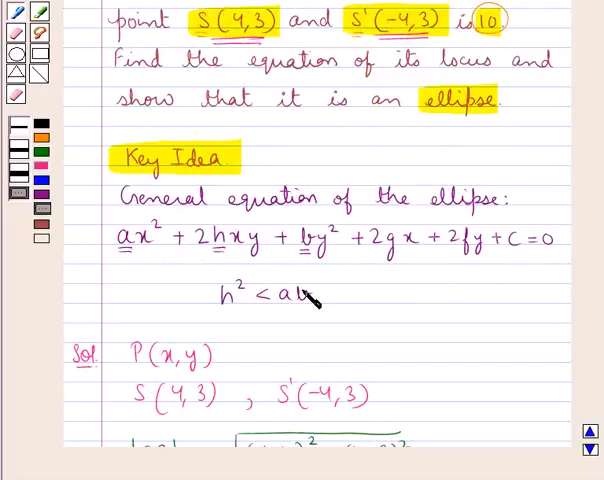 point S(4,3) and S'(-4,3) is 10.
Find the equation of its locus and
show that it is an ellipse.
Key Idea
General equation of the ellipse:
ax² + 2hxy + by² + 2gx + 2fy + c = 0
h² < ab
Sol. P(x, y)
S(4, 3) , S'(-4, 3)